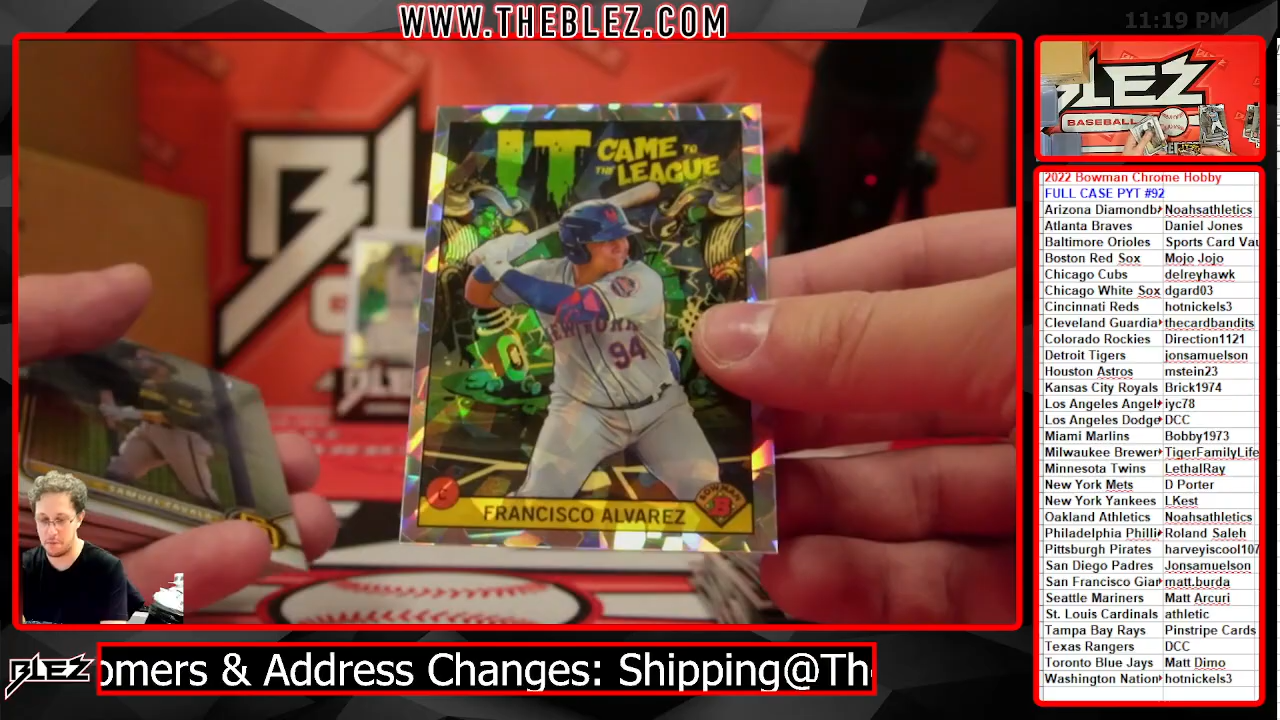 WWW.THEBLEZ.COM
11:19 PM
IT CAME TO THE LEAGUE
NEW YORK
94
C
BOWMAN
B
FRANCISCO ALVAREZ
BLEZ
BASEBALL
2022 Bowman Chrome Hobby
FULL CASE PYT #92
Arizona Diamondb Noahsathletics
Atlanta Braves Daniel Jones
Baltimore Orioles Sports Card Vau
Boston Red Sox Mojo Jojo
Chicago Cubs delreyhawk
Chicago White Sox dgard03
Cincinnati Reds hotnickels3
Cleveland Guardia thecardbandits
Colorado Rockies Direction1121
Detroit Tigers jonsamuelson
Houston Astros mstein23
Kansas City Royals Brick1974
Los Angeles Angel iyc78
Los Angeles Dodge DCC
Miami Marlins Bobby1973
Milwaukee Brewer TigerFamilyLife
Minnesota Twins LethalRay
New York Mets D Porter
New York Yankees LKest
Oakland Athletics Noahsathletics
Philadelphia Philli Roland Saleh
Pittsburgh Pirates harveyiscool107
San Diego Padres Jonsamuelson
San Francisco Gian matt.burda
Seattle Mariners Matt Arcuri
St. Louis Cardinals athletic
Tampa Bay Rays Pinstripe Cards
Texas Rangers DCC
Toronto Blue Jays Matt Dimo
Washington Nation hotnickels3
BLEZ
omers & Address Changes: Shipping@Th